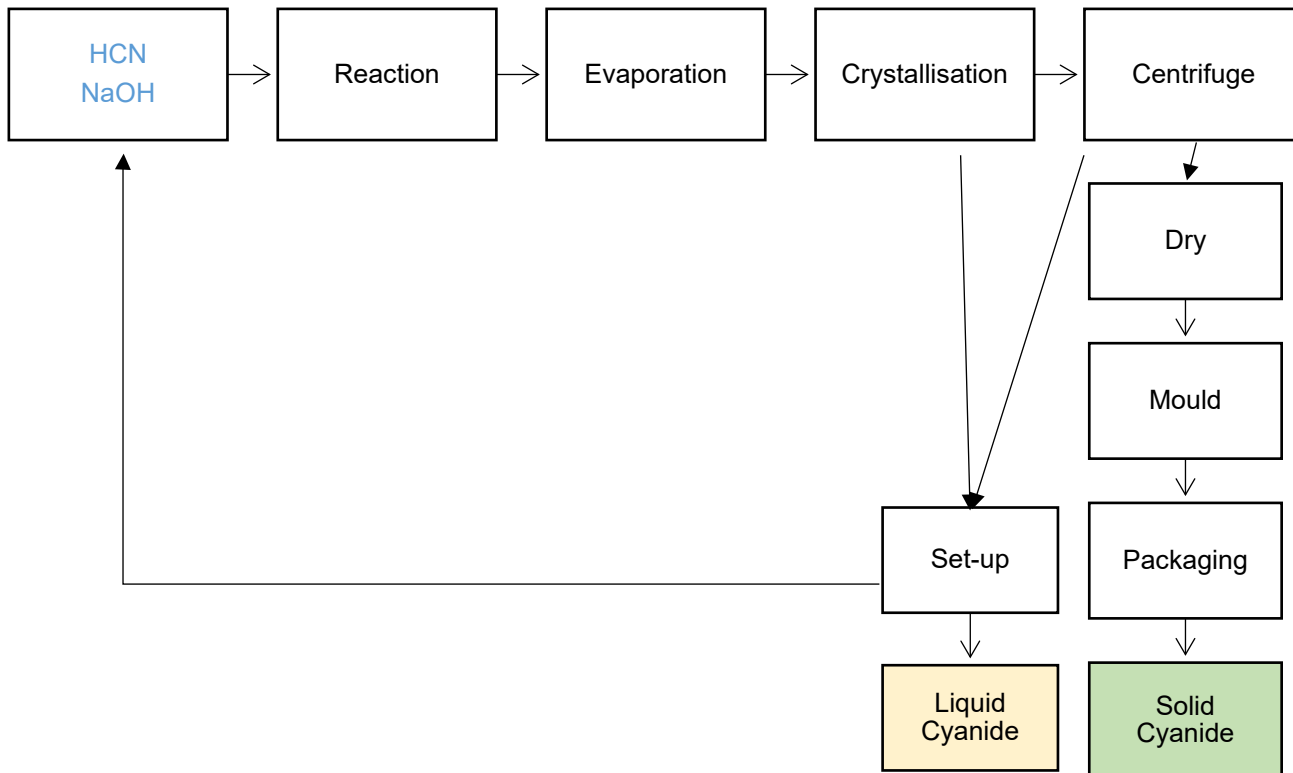 HCN
NaOH
Reaction
Evaporation
Crystallisation
Centrifuge
Dry
Mould
Set-up
Packaging
Liquid
Cyanide
Solid
Cyanide